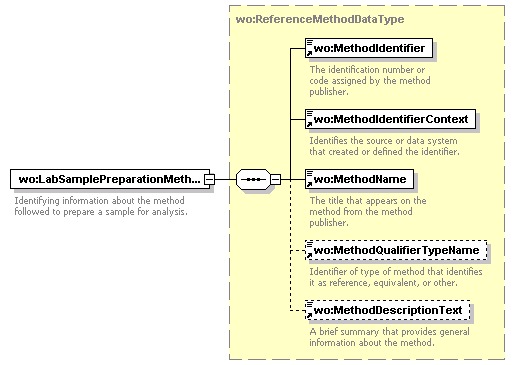 wo:ReferenceMethodDataType
wo:MethodIdentifier
The identification number or
code assigned by the method
publisher.
wo:MethodIdentifierContext
Identifies the source or data system
that created or defined the identifier.
wo:LabSamplePreparationMeth...
Identifying information about the method
followed to prepare a sample for analysis.
wo:MethodName
The title that appears on the
method from the method
publisher.
wo:MethodQualifierTypeName
Identifier of type of method that identifies
it as reference, equivalent, or other.
wo:MethodDescriptionText
A brief summary that provides general
information about the method.